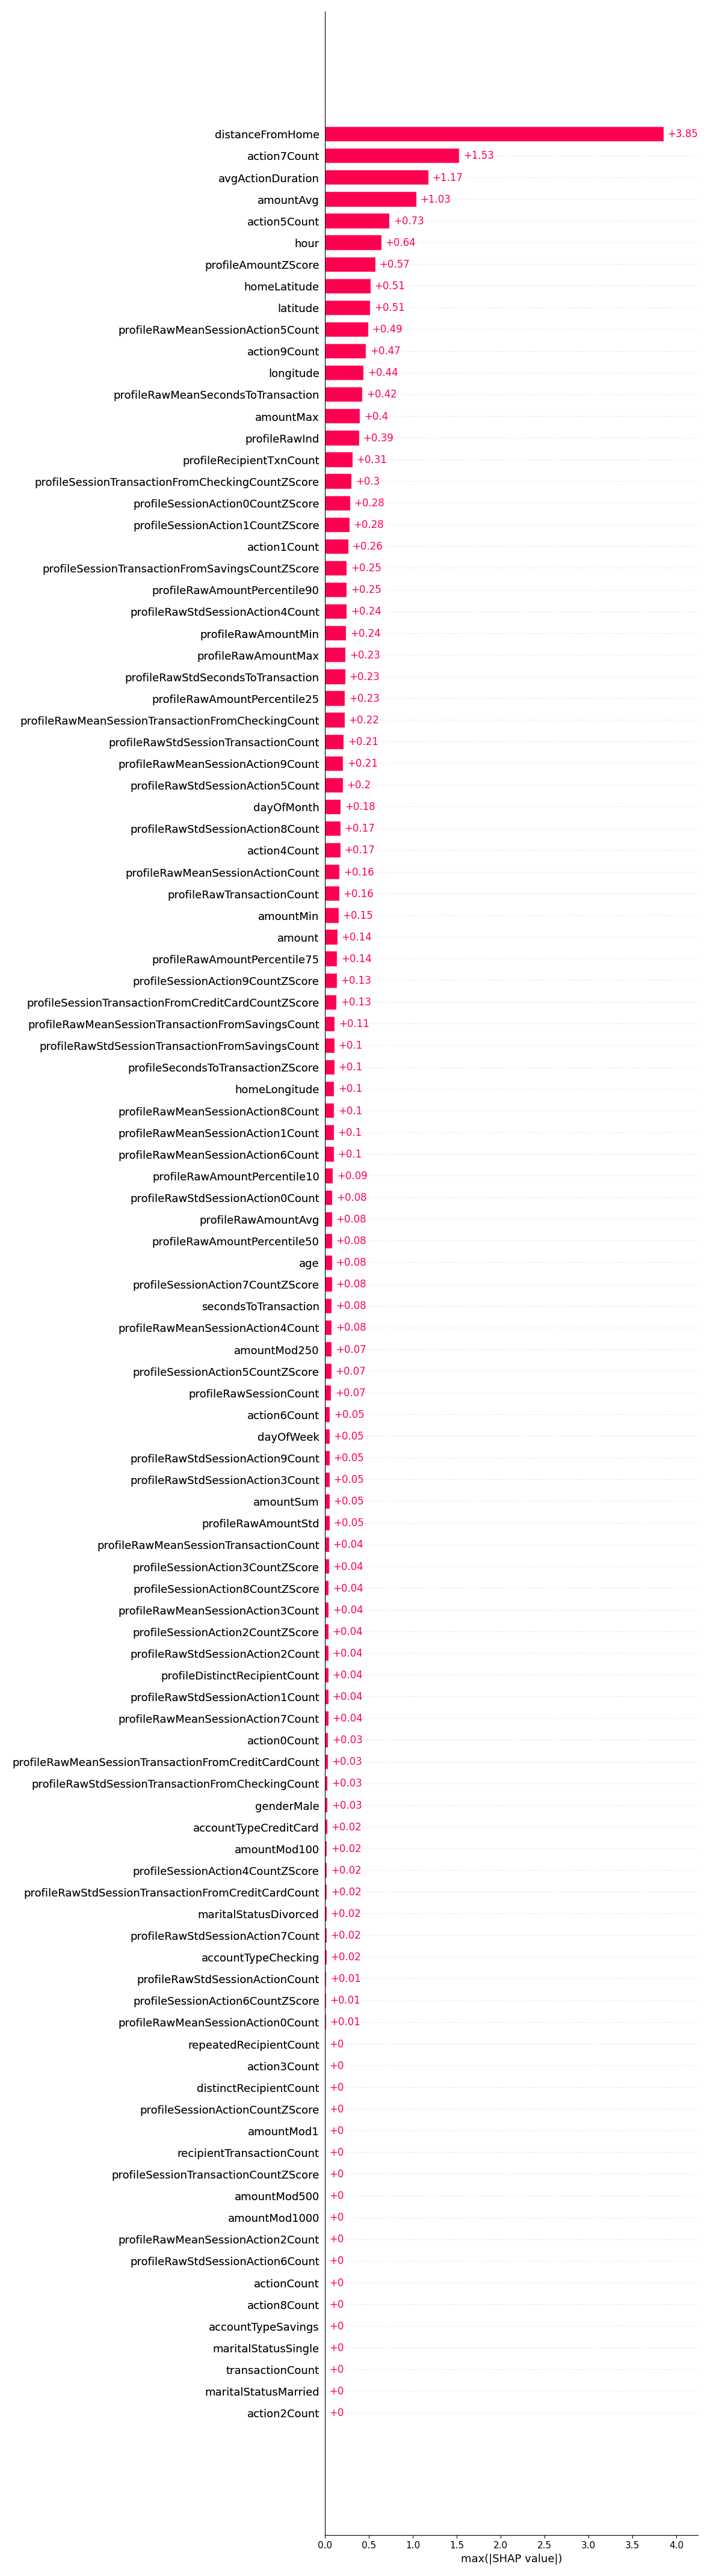 distanceFromHome +3.85
action7Count +1.53
avgActionDuration +1.17
amountAvg +1.03
action5Count +0.73
hour +0.64
profileAmountZScore +0.57
homeLatitude +0.51
latitude +0.51
profileRawMeanSessionAction5Count +0.49
action9Count +0.47
longitude +0.44
profileRawMeanSecondsToTransaction +0.42
amountMax +0.4
profileRawInd +0.39
profileRecipientTxnCount +0.31
profileSessionTransactionFromCheckingCountZScore +0.3
profileSessionAction0CountZScore +0.28
profileSessionAction1CountZScore +0.28
action1Count +0.26
profileSessionTransactionFromSavingsCountZScore +0.25
profileRawAmountPercentile90 +0.25
profileRawStdSessionAction4Count +0.24
profileRawAmountMin +0.24
profileRawAmountMax +0.23
profileRawStdSecondsToTransaction +0.23
profileRawAmountPercentile25 +0.23
profileRawMeanSessionTransactionFromCheckingCount +0.22
profileRawStdSessionTransactionCount +0.21
profileRawMeanSessionAction9Count +0.21
profileRawStdSessionAction5Count +0.2
dayOfMonth +0.18
profileRawStdSessionAction8Count +0.17
action4Count +0.17
profileRawMeanSessionActionCount +0.16
profileRawTransactionCount +0.16
amountMin +0.15
amount +0.14
profileRawAmountPercentile75 +0.14
profileSessionAction9CountZScore +0.13
profileSessionTransactionFromCreditCardCountZScore +0.13
profileRawMeanSessionTransactionFromSavingsCount +0.11
profileRawStdSessionTransactionFromSavingsCount +0.1
profileSecondsToTransactionZScore +0.1
homeLongitude +0.1
profileRawMeanSessionAction8Count +0.1
profileRawMeanSessionAction1Count +0.1
profileRawMeanSessionAction6Count +0.1
profileRawAmountPercentile10 +0.09
profileRawStdSessionAction0Count +0.08
profileRawAmountAvg +0.08
profileRawAmountPercentile50 +0.08
age +0.08
profileSessionAction7CountZScore +0.08
secondsToTransaction +0.08
profileRawMeanSessionAction4Count +0.08
amountMod250 +0.07
profileSessionAction5CountZScore +0.07
profileRawSessionCount +0.07
action6Count +0.05
dayOfWeek +0.05
profileRawStdSessionAction9Count +0.05
profileRawStdSessionAction3Count +0.05
amountSum +0.05
profileRawAmountStd +0.05
profileRawMeanSessionTransactionCount +0.04
profileSessionAction3CountZScore +0.04
profileSessionAction8CountZScore +0.04
profileRawMeanSessionAction3Count +0.04
profileSessionAction2CountZScore +0.04
profileRawStdSessionAction2Count +0.04
profileDistinctRecipientCount +0.04
profileRawStdSessionAction1Count +0.04
profileRawMeanSessionAction7Count +0.04
action0Count +0.03
profileRawMeanSessionTransactionFromCreditCardCount +0.03
profileRawStdSessionTransactionFromCheckingCount +0.03
genderMale +0.03
accountTypeCreditCard +0.02
amountMod100 +0.02
profileSessionAction4CountZScore +0.02
profileRawStdSessionTransactionFromCreditCardCount +0.02
maritalStatusDivorced +0.02
profileRawStdSessionAction7Count +0.02
accountTypeChecking +0.02
profileRawStdSessionActionCount +0.01
profileSessionAction6CountZScore +0.01
profileRawMeanSessionAction0Count +0.01
repeatedRecipientCount +0
action3Count +0
distinctRecipientCount +0
profileSessionActionCountZScore +0
amountMod1 +0
recipientTransactionCount +0
profileSessionTransactionCountZScore +0
amountMod500 +0
amountMod1000 +0
profileRawMeanSessionAction2Count +0
profileRawStdSessionAction6Count +0
actionCount +0
action8Count +0
accountTypeSavings +0
maritalStatusSingle +0
transactionCount +0
maritalStatusMarried +0
action2Count +0
0.0 0.5 1.0 1.5 2.0 2.5 3.0 3.5 4.0
max(|SHAP value|)